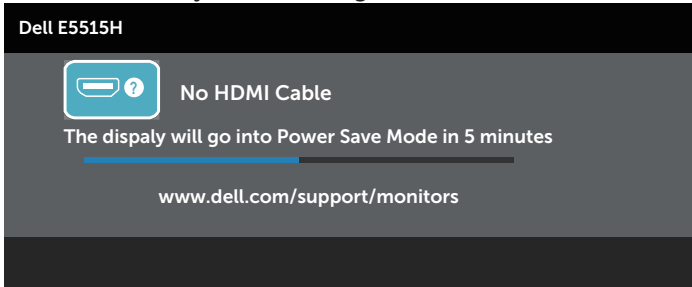 Dell E5515H
?
No HDMI Cable
The dispaly will go into Power Save Mode in 5 minutes
www.dell.com/support/monitors